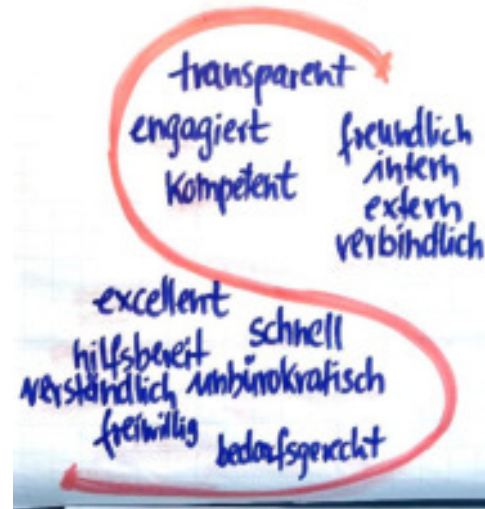 transparent
engagiert
kompetent
freundlich
intern
extern
verbindlich
excellent
schnell
hilfsbereit
verständlich unbürokratisch
freiwillig
bedarfsgerecht